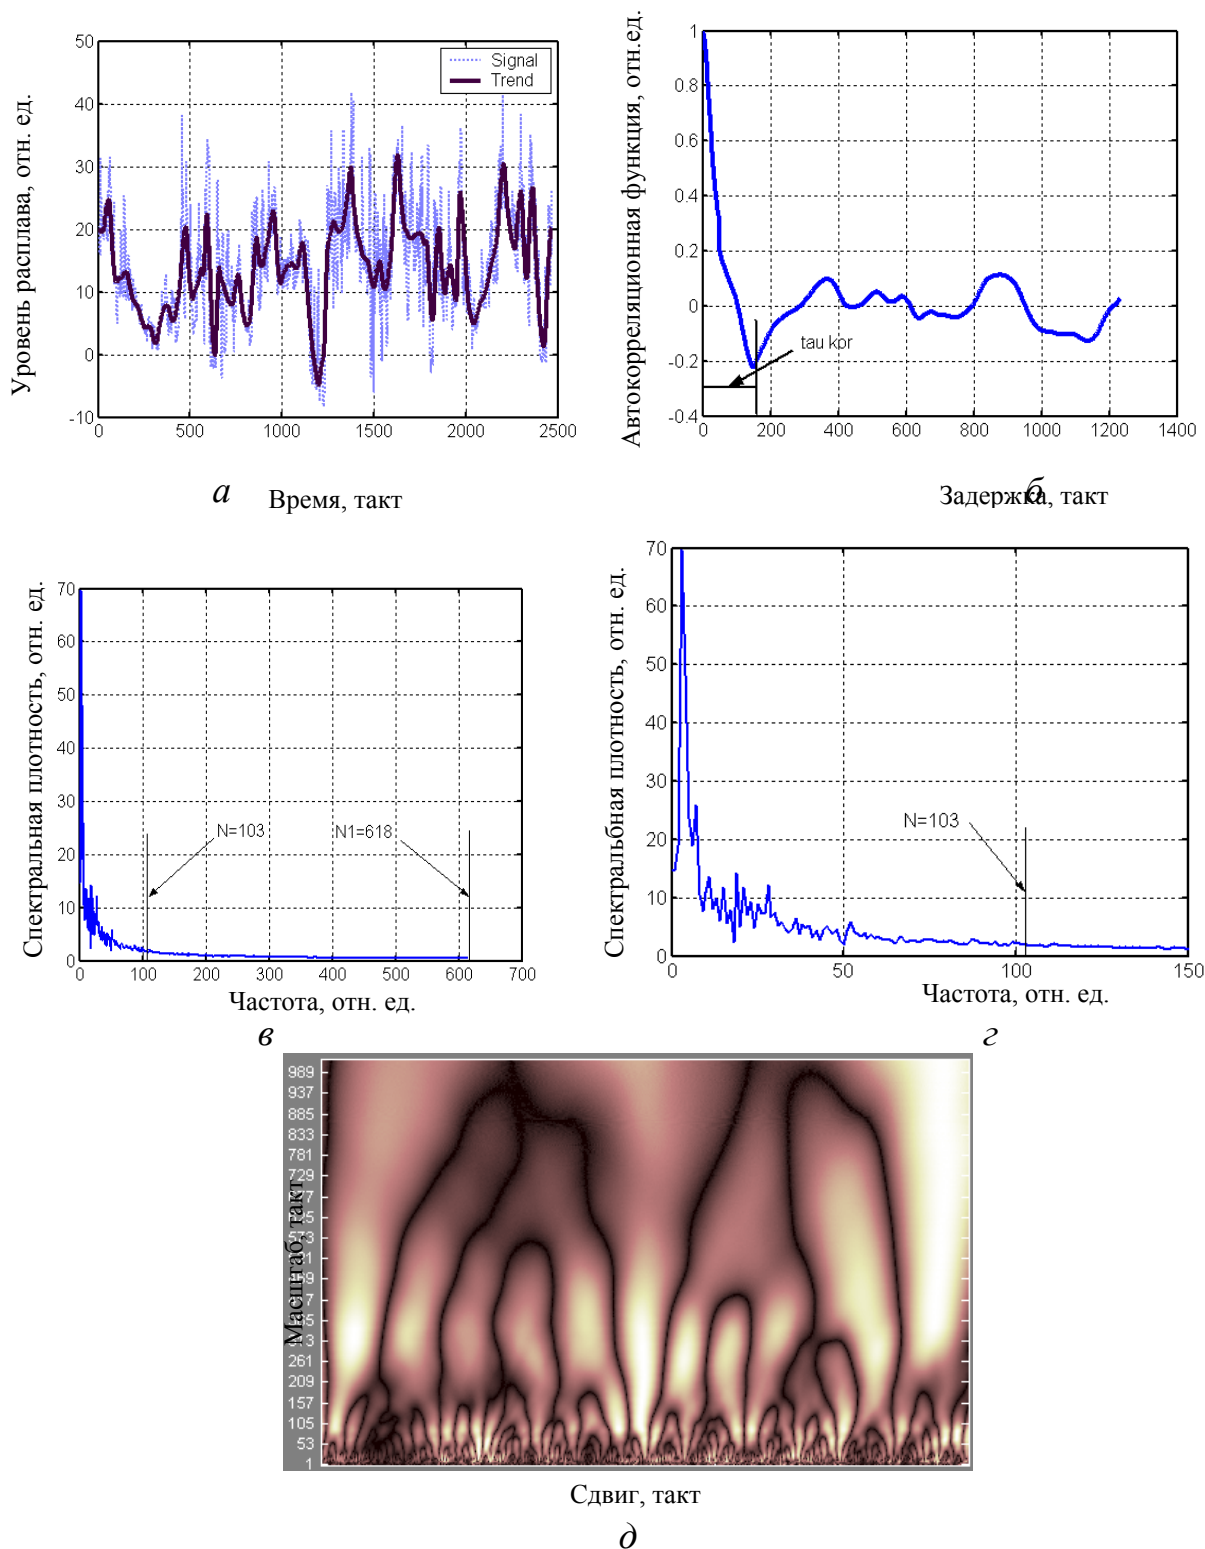 Уровень расплава, отн. ед.
50
40
30
20
10
0
-10
Signal
Trend
0 500 1000 1500 2000 2500
а
Время, такт
Автокорреляционная функция, отн.ед.
1
0.8
0.6
0.4
0.2
0
-0.2
-0.4
tau kor
0 200 400 600 800 1000 1200 1400
б
Задержка, такт
Спектральная плотность, отн. ед.
70
60
50
40
30
20
10
0
N=103
N1=618
0 100 200 300 400 500 600 700
Частота, отн. ед.
в
Спектральбная плотность, отн. ед.
70
60
50
40
30
20
10
0
N=103
0 50 100 150
Частота, отн. ед.
г
Масштаб, такт
989
937
885
833
781
729
625
261
209
157
105
53
1
Сдвиг, такт
д